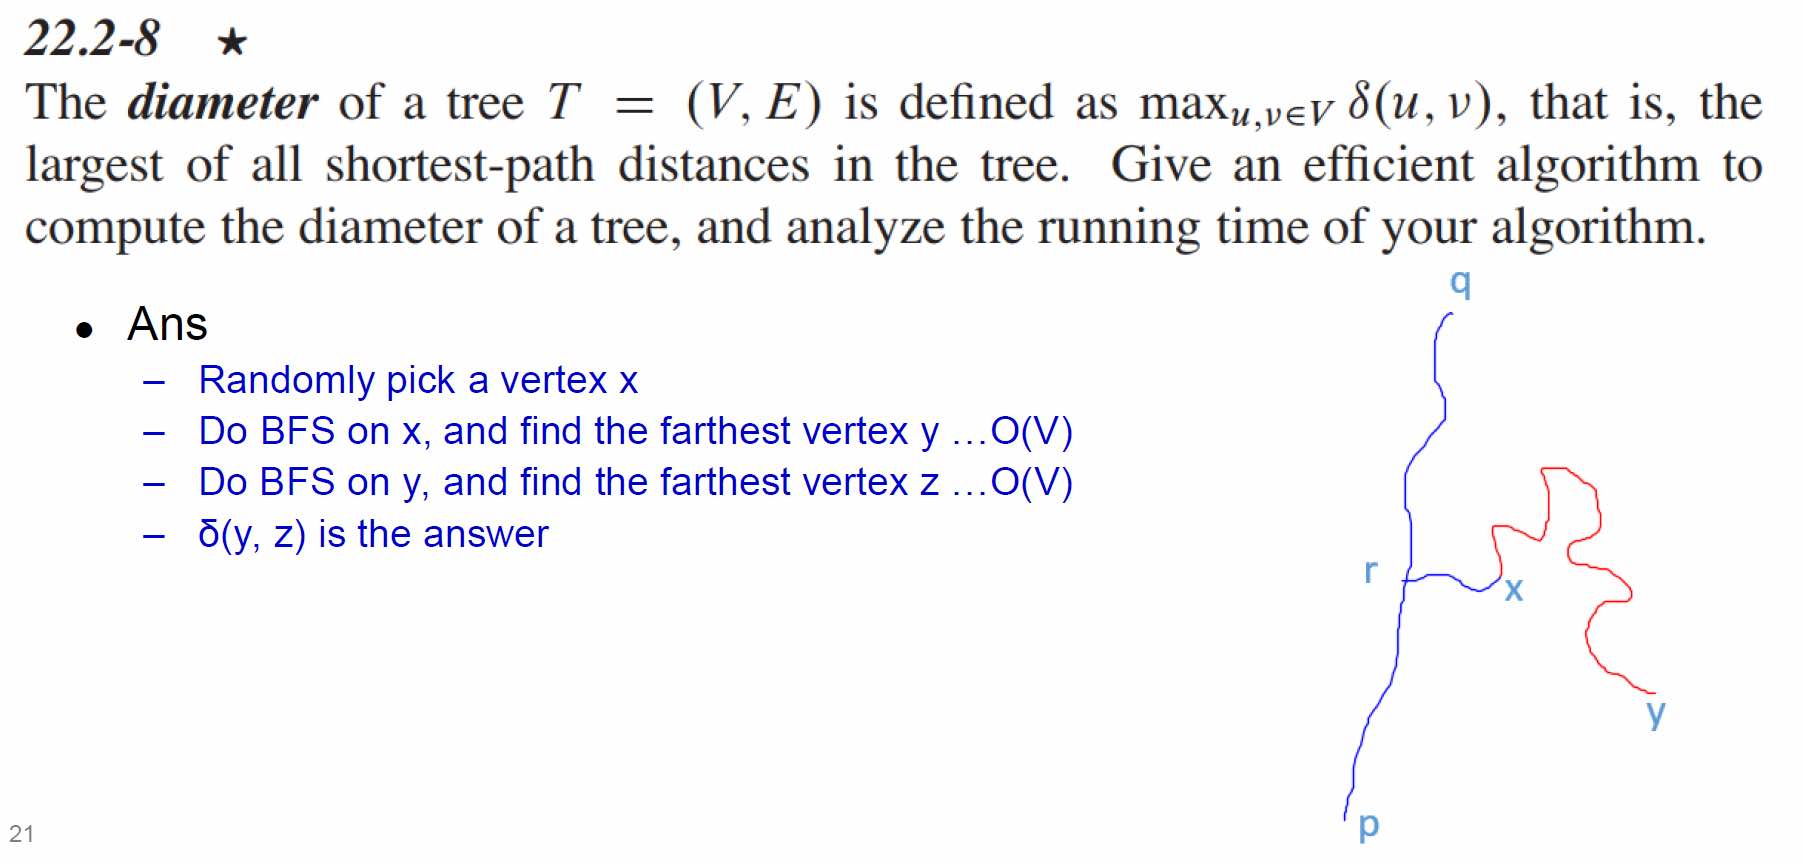 22.2-8 ★
The diameter of a tree T = (V, E) is defined as max_{u,v∈V} δ(u, v), that is, the
largest of all shortest-path distances in the tree. Give an efficient algorithm to
compute the diameter of a tree, and analyze the running time of your algorithm.
● Ans
– Randomly pick a vertex x
– Do BFS on x, and find the farthest vertex y …O(V)
– Do BFS on y, and find the farthest vertex z …O(V)
– δ(y, z) is the answer
q
r
x
y
p
21